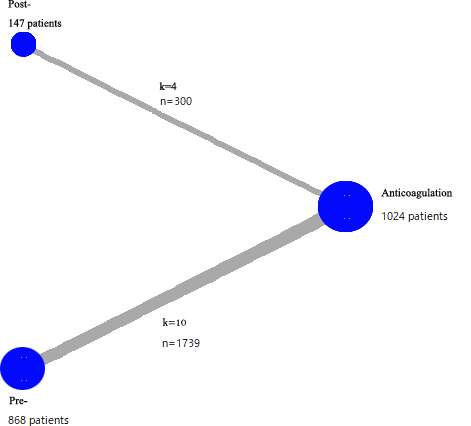 Post-
147 patients
k=4
n=300
Anticoagulation
1024 patients
k=10
n=1739
Pre-
868 patients